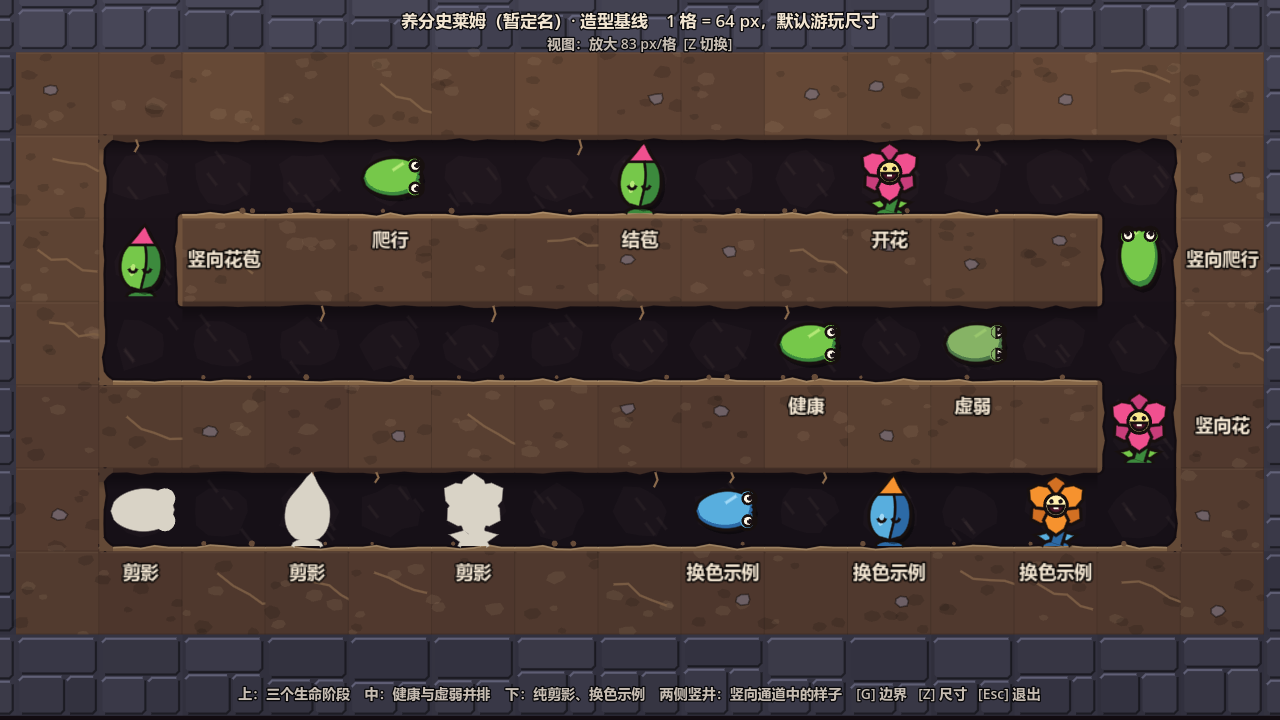 养分史莱姆（暂定名）· 造型基线　1 格 = 64 px，默认游玩尺寸
视图：放大 83 px/格 [Z 切换]
爬行
结苞
开花
竖向花苞
竖向爬行
健康
虚弱
竖向花
剪影
剪影
剪影
换色示例
换色示例
换色示例
上：三个生命阶段　中：健康与虚弱并排　下：纯剪影、换色示例　两侧竖井：竖向通道中的样子　[G] 边界　[Z] 尺寸　[Esc] 退出